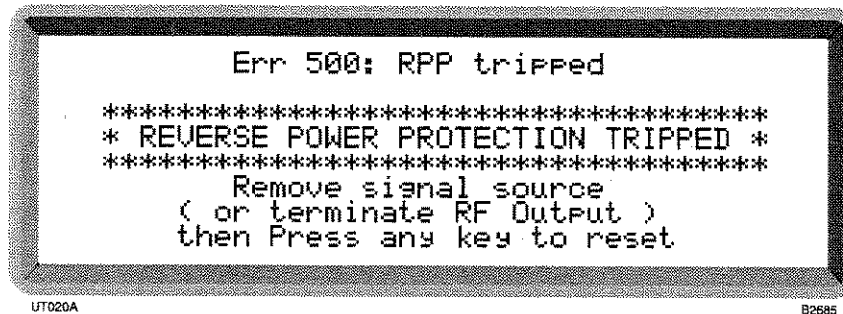 Err 500: RPP tripped
*************************************
* REVERSE POWER PROTECTION TRIPPED *
*************************************
Remove signal source
( or terminate RF Output )
then Press any key to reset
UT020A
B2685